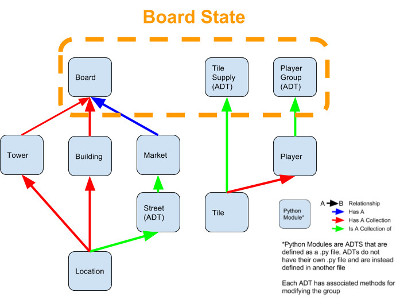 Board State
Board
Tile
Supply
(ADT)
Player
Group
(ADT)
Tower
Building
Market
Player
Street
(ADT)
Tile
Location
Python
Module*
A
B
Relationship
Has A
Has A Collection
Is A Collection of
*Python Modules are ADTS that are
defined as a .py file. ADTs do not
have their own .py file and are instead
defined in another file
Each ADT has associated methods for
modifying the group